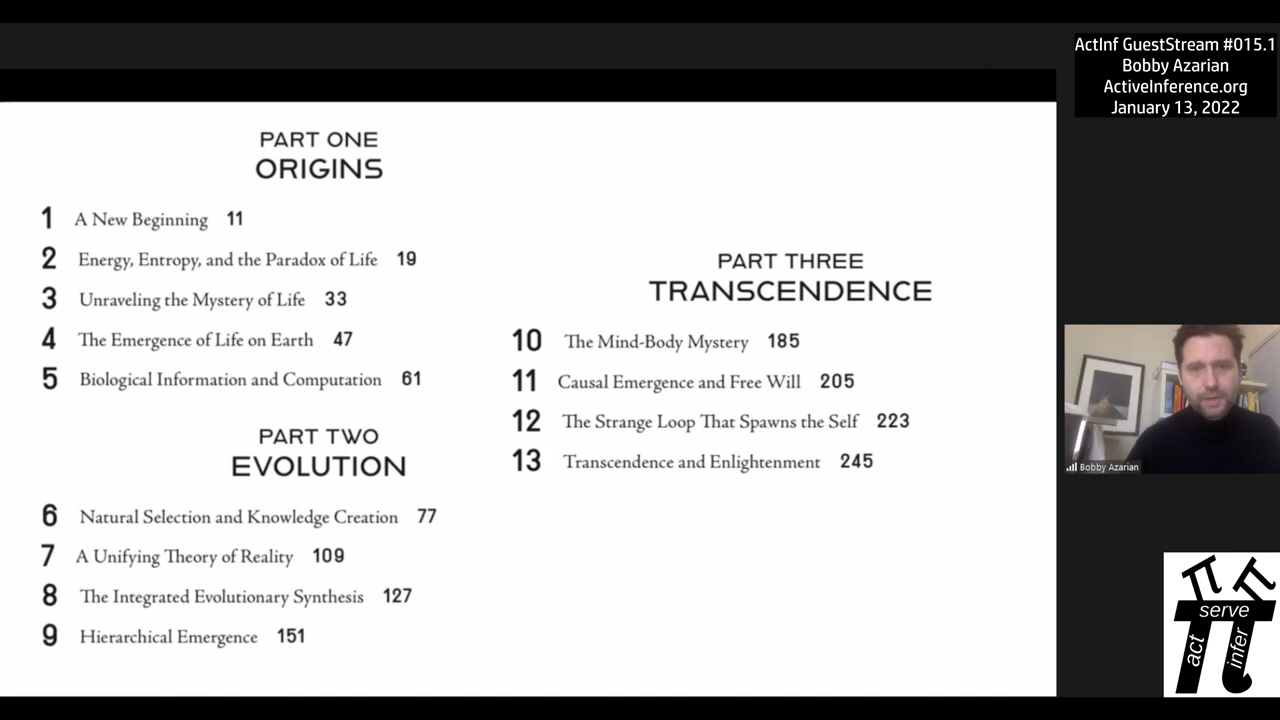 PART ONE
ORIGINS
1 A New Beginning 11
2 Energy, Entropy, and the Paradox of Life 19
3 Unraveling the Mystery of Life 33
4 The Emergence of Life on Earth 47
5 Biological Information and Computation 61
PART TWO
EVOLUTION
6 Natural Selection and Knowledge Creation 77
7 A Unifying Theory of Reality 109
8 The Integrated Evolutionary Synthesis 127
9 Hierarchical Emergence 151
PART THREE
TRANSCENDENCE
10 The Mind-Body Mystery 185
11 Causal Emergence and Free Will 205
12 The Strange Loop That Spawns the Self 223
13 Transcendence and Enlightenment 245
ActInf GuestStream #015.1
Bobby Azarian
ActiveInference.org
January 13, 2022
Bobby Azarian
serve
act
infer